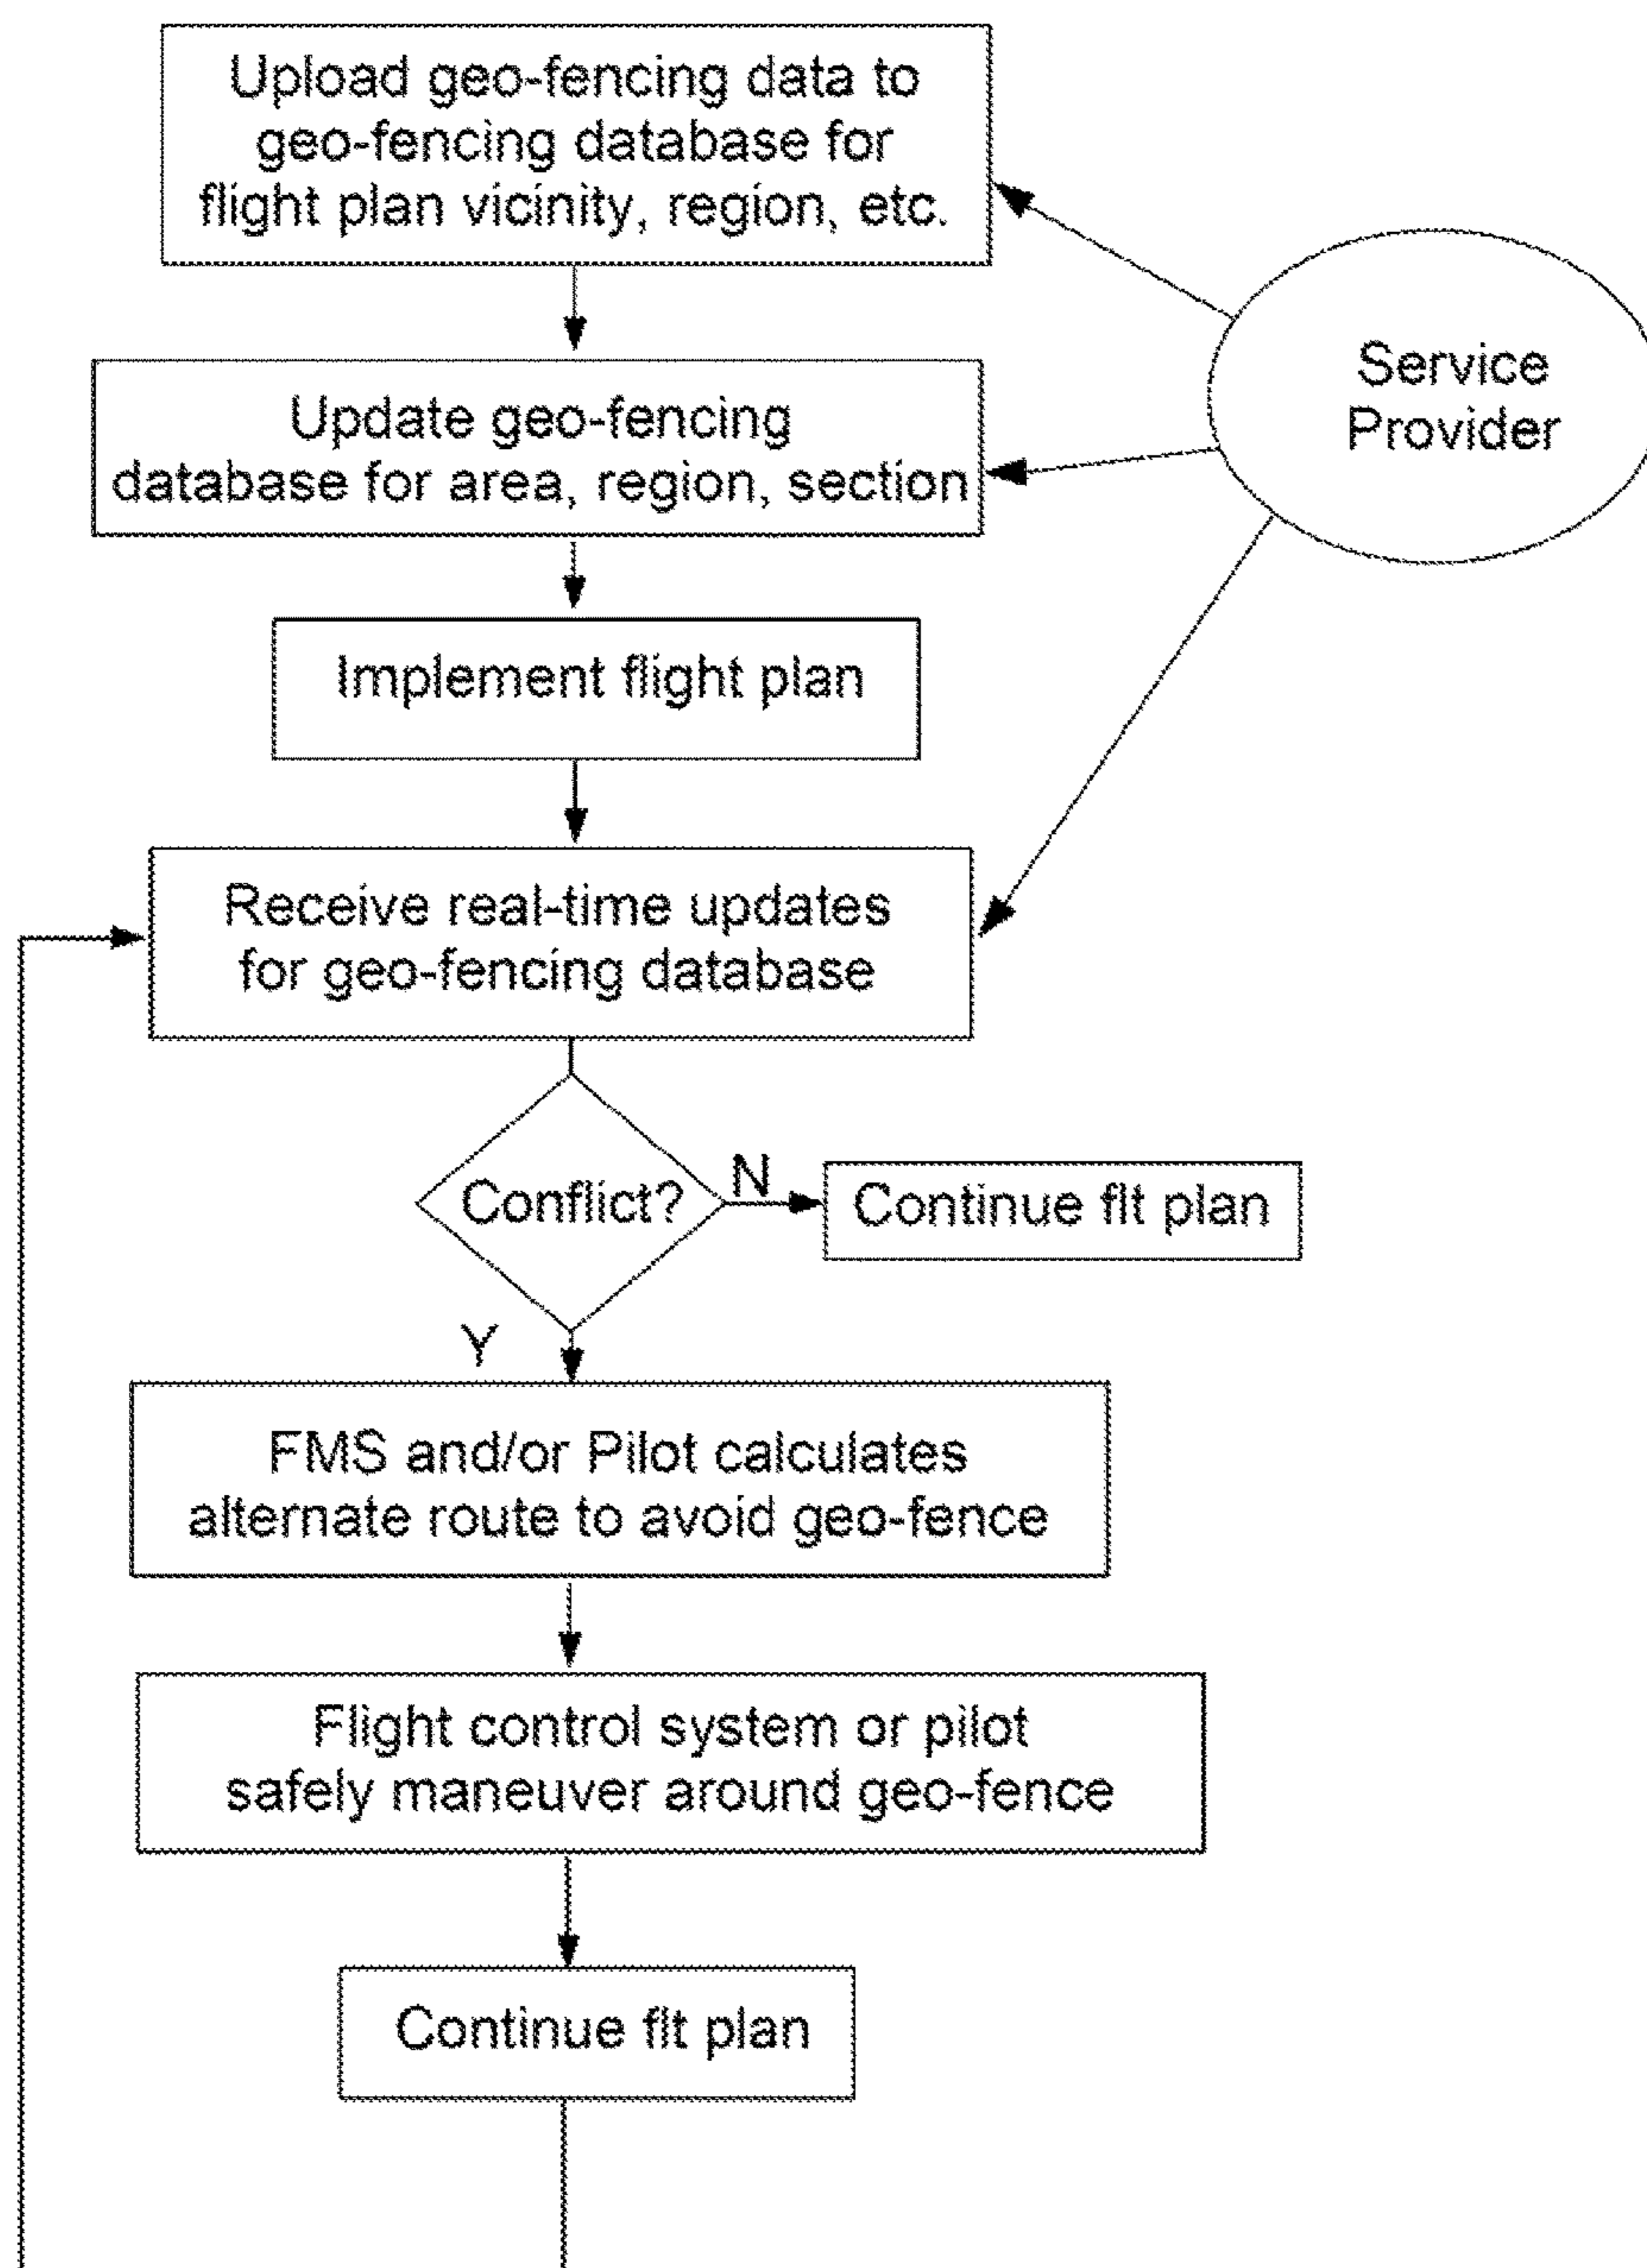 Upload geo-fencing data to
geo-fencing database for
flight plan vicinity, region, etc.
Service
Provider
Update geo-fencing
database for area, region, section
Implement flight plan
Receive real-time updates
for geo-fencing database
Conflict?
N
Continue flt plan
Y
FMS and/or Pilot calculates
alternate route to avoid geo-fence
Flight control system or pilot
safely maneuver around geo-fence
Continue flt plan